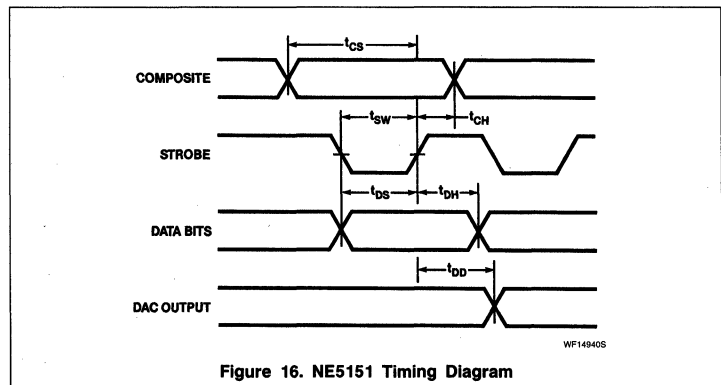 tCS
COMPOSITE
tSW
tCH
STROBE
tDS
tDH
DATA BITS
tDD
DAC OUTPUT
WF14940S
Figure 16. NE5151 Timing Diagram